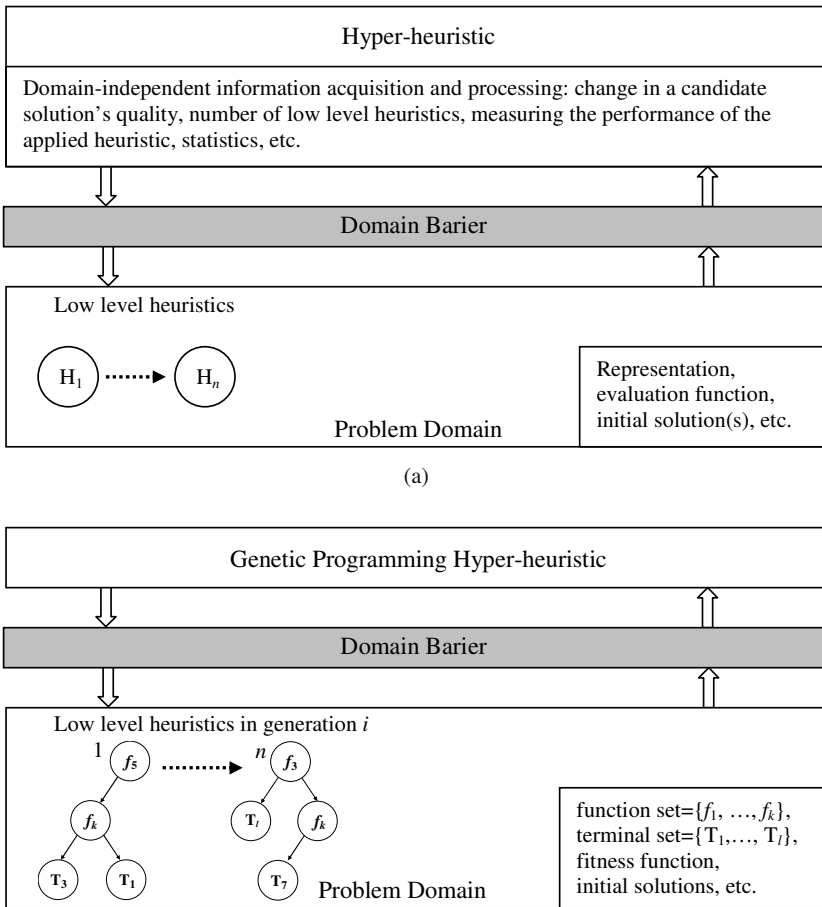 Hyper-heuristic
Domain-independent information acquisition and processing: change in a candidate
solution's quality, number of low level heuristics, measuring the performance of the
applied heuristic, statistics, etc.
Domain Barier
Low level heuristics
H1 Hn
Representation,
evaluation function,
initial solution(s), etc.
Problem Domain
(a)
Genetic Programming Hyper-heuristic
Domain Barier
Low level heuristics in generation i
1 f5 n f3
fk Tl fk
T3 T1 T7
function set={f1, …, fk},
terminal set={T1,…, Tl},
fitness function,
initial solutions, etc.
Problem Domain